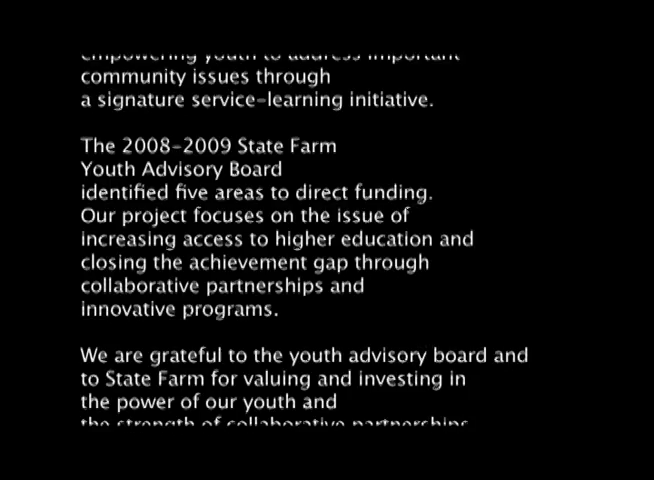 empowering youth to address important
community issues through
a signature service-learning initiative.
The 2008-2009 State Farm
Youth Advisory Board
identified five areas to direct funding.
Our project focuses on the issue of
increasing access to higher education and
closing the achievement gap through
collaborative partnerships and
innovative programs.
We are grateful to the youth advisory board and
to State Farm for valuing and investing in
the power of our youth and
the strength of collaborative partnerships